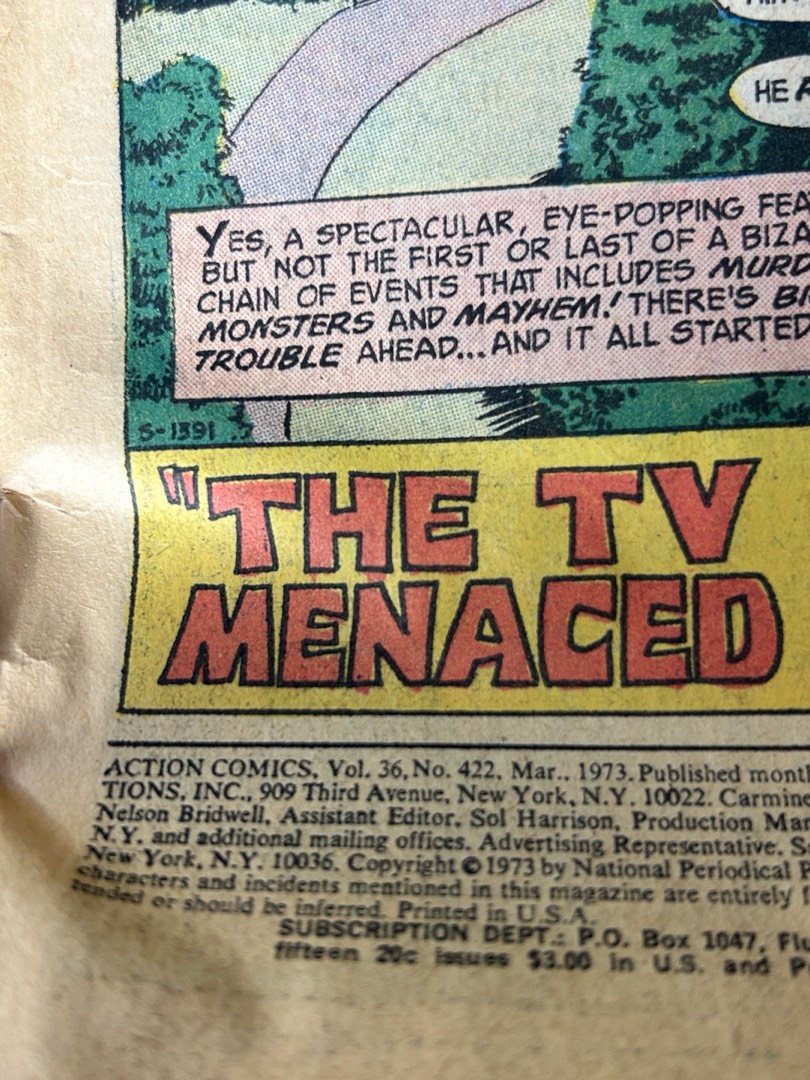 HE
YES, A SPECTACULAR, EYE-POPPING FEA
BUT NOT THE FIRST OR LAST OF A BIZA
CHAIN OF EVENTS THAT INCLUDES MURD
MONSTERS AND MAYHEM! THERE'S BI
TROUBLE AHEAD...AND IT ALL STARTED
S-1391
"THE TV
MENACED
ACTION COMICS, Vol. 36, No. 422, Mar., 1973. Published mont
TIONS, INC., 909 Third Avenue, New York, N.Y. 10022. Carmine
Nelson Bridwell, Assistant Editor. Sol Harrison, Production Man
N.Y. and additional mailing offices. Advertising Representative. S
New York, N.Y. 10036. Copyright © 1973 by National Periodical P
characters and incidents mentioned in this magazine are entirely f
tended or should be inferred. Printed in U.S.A.
SUBSCRIPTION DEPT.: P.O. Box 1047, Flu
fifteen 20c issues $3.00 in U.S. and P